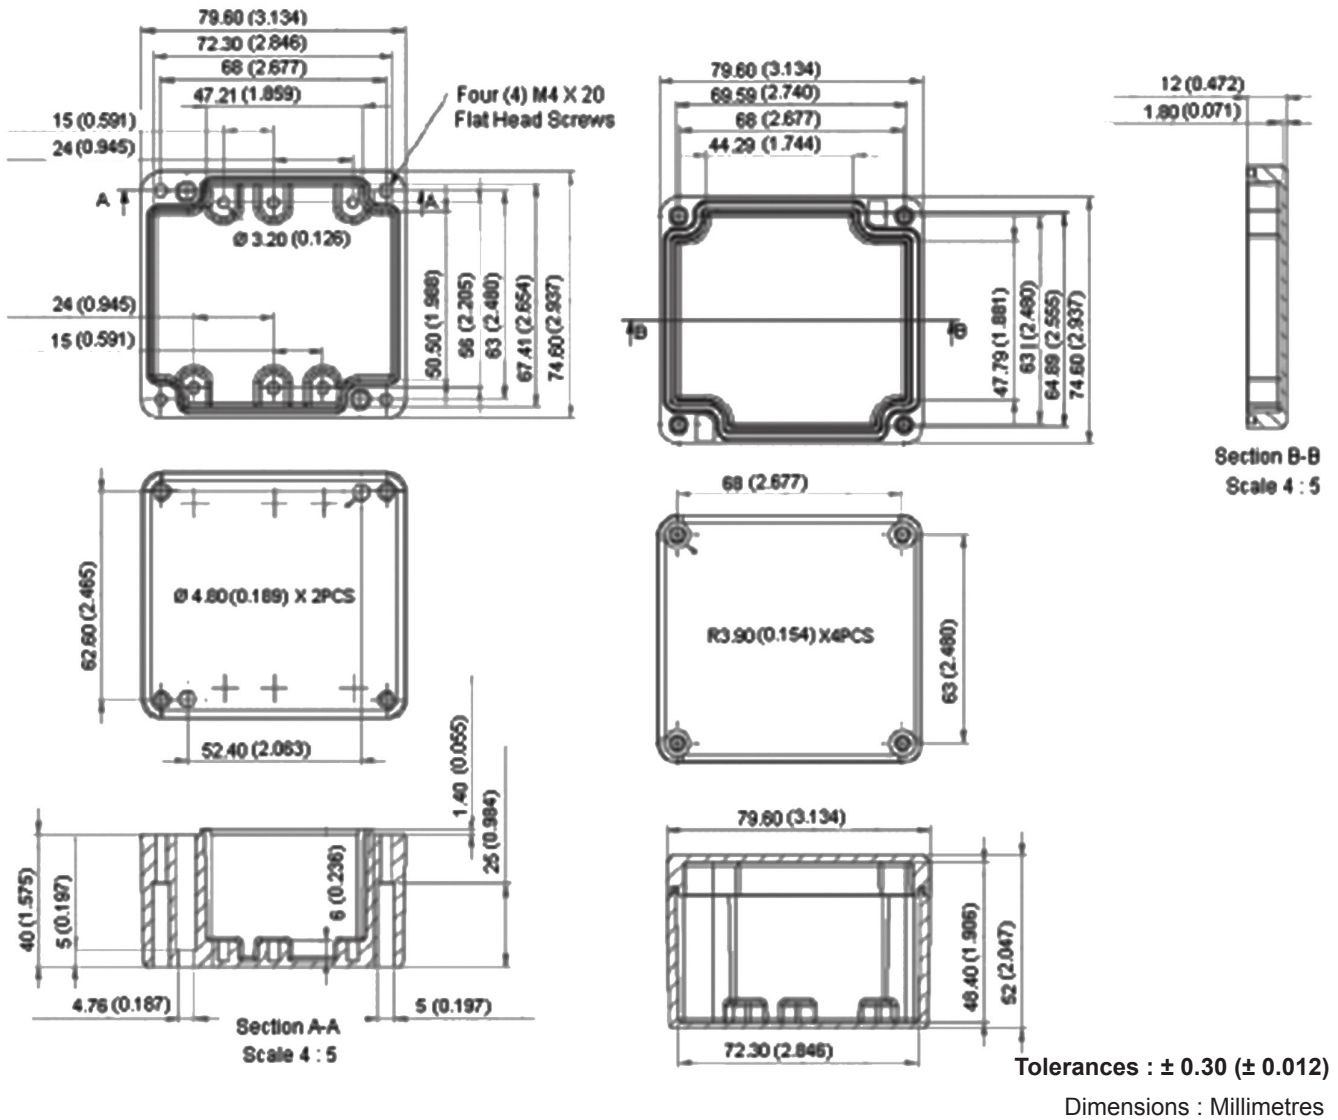 79.60 (3.134)
72.30 (2.846)
68 (2.677)
47.21 (1.859)
15 (0.591)
24 (0.945)
Four (4) M4 X 20
Flat Head Screws
A
A
Ø 3.20 (0.126)
24 (0.945)
15 (0.591)
50.50 (1.988)
56 (2.205)
63 (2.480)
67.41 (2.654)
74.60 (2.937)
79.60 (3.134)
69.59 (2.740)
68 (2.677)
44.29 (1.744)
B
B
47.79 (1.881)
63 (2.480)
64.89 (2.555)
74.60 (2.937)
12 (0.472)
1.80 (0.071)
Section B-B
Scale 4 : 5
62.60 (2.465)
Ø 4.80 (0.189) X 2PCS
52.40 (2.063)
68 (2.677)
R3.90 (0.154) X4PCS
63 (2.480)
1.40 (0.055)
25 (0.984)
40 (1.575)
5 (0.197)
6 (0.236)
4.76 (0.187)
5 (0.197)
Section A-A
Scale 4 : 5
79.60 (3.134)
48.40 (1.906)
52 (2.047)
72.30 (2.846)
Tolerances : ± 0.30 (± 0.012)
Dimensions : Millimetres